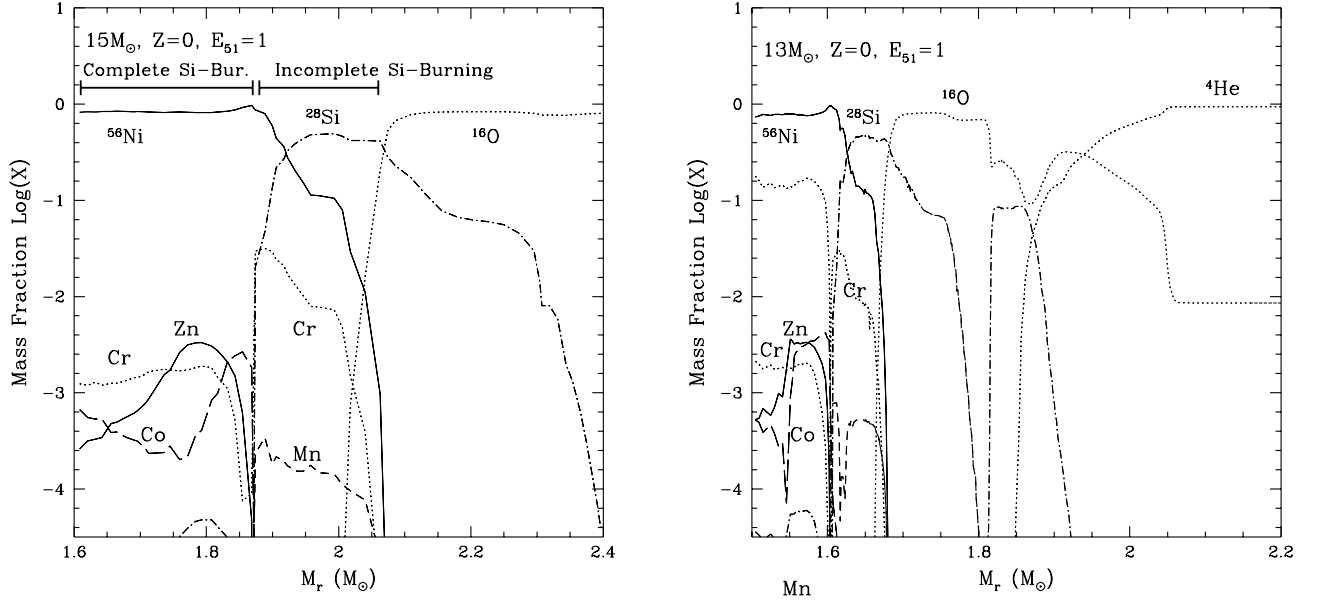 15M⊙, Z=0, E₅₁=1
Complete Si-Bur.
Incomplete Si-Burning
⁵⁶Ni
²⁸Si
¹⁶O
Zn
Cr
Cr
Co
Mn
Mass Fraction Log(X)
1
0
−1
−2
−3
−4
1.6
1.8
2
2.2
2.4
Mᵣ (M⊙)
13M⊙, Z=0, E₅₁=1
⁵⁶Ni
²⁸Si
¹⁶O
⁴He
Cr
Zn
Cr
Co
Mass Fraction Log(X)
1
0
−1
−2
−3
−4
1.6
1.8
2
2.2
Mn
Mᵣ (M⊙)